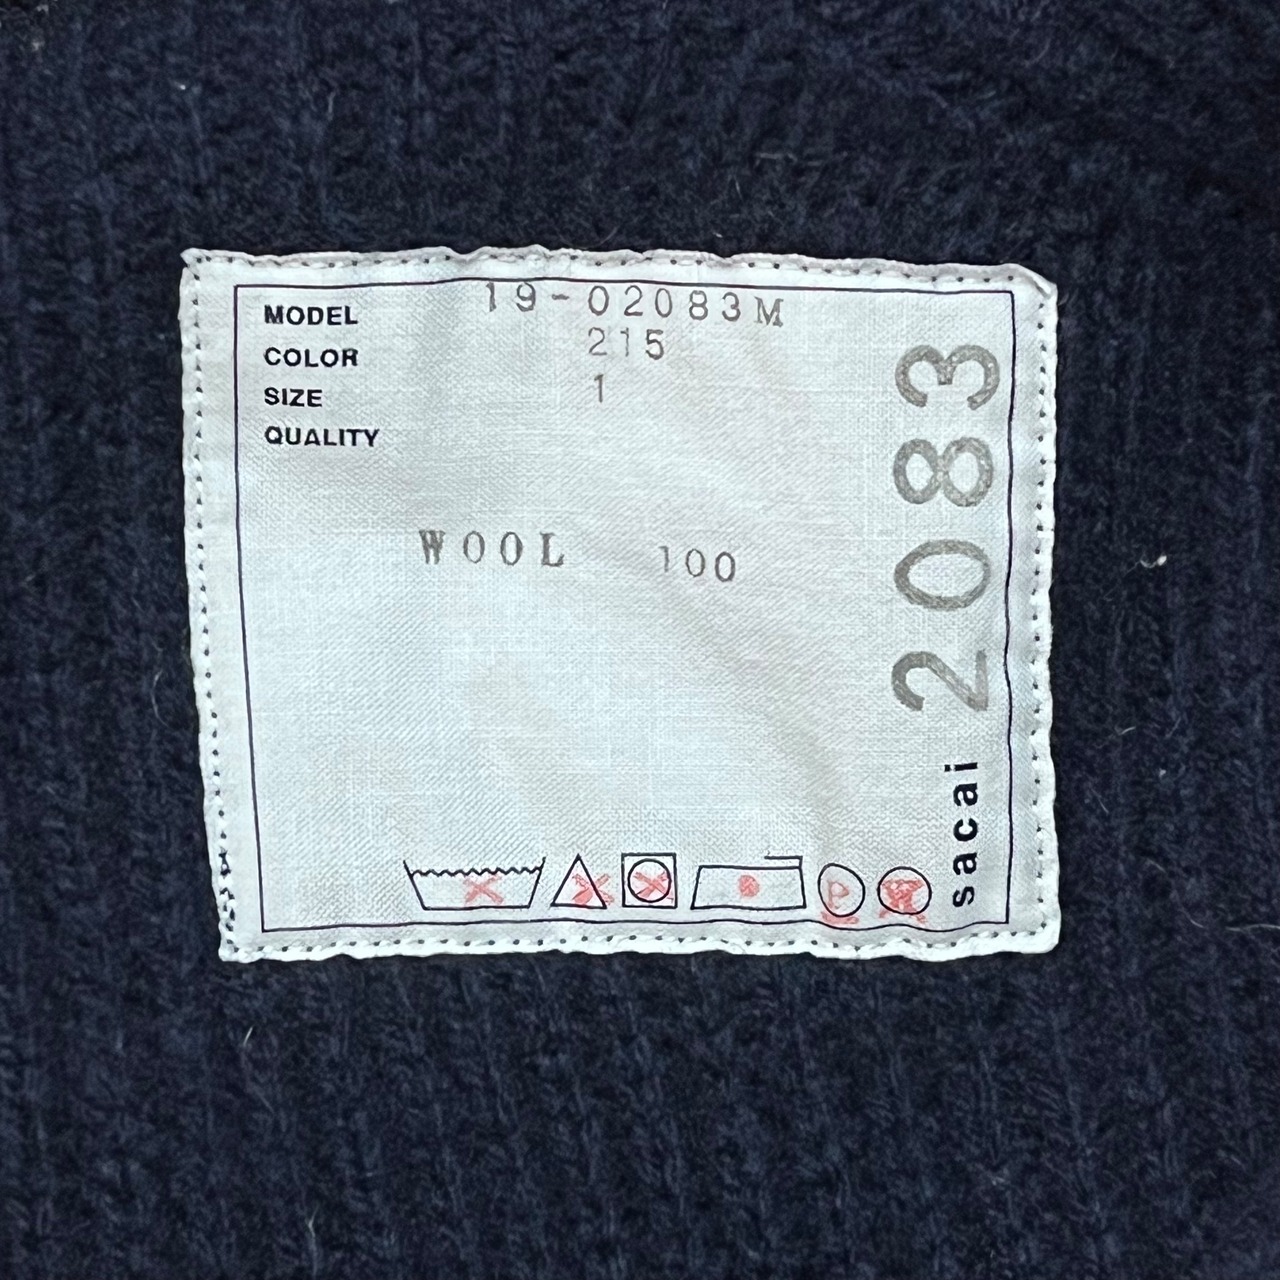 MODEL 19-02083M
COLOR 215
SIZE 1
QUALITY
WOOL 100
P W
sacai 2083